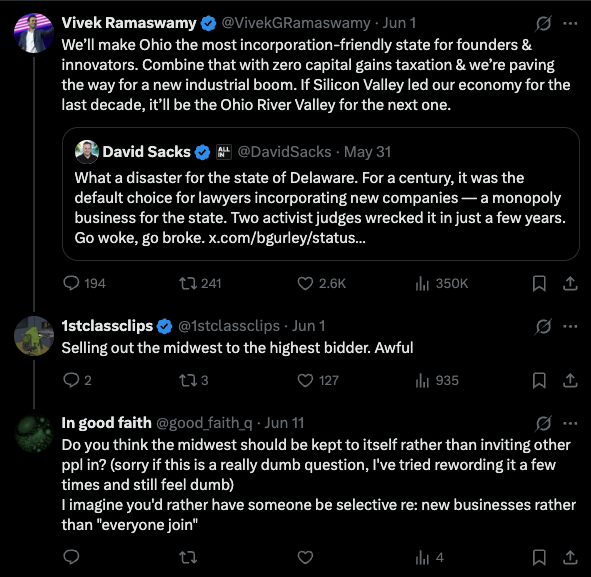 Vivek Ramaswamy @VivekGRamaswamy · Jun 1
We'll make Ohio the most incorporation-friendly state for founders &
innovators. Combine that with zero capital gains taxation & we're paving
the way for a new industrial boom. If Silicon Valley led our economy for the
last decade, it'll be the Ohio River Valley for the next one.
David Sacks ALL IN @DavidSacks · May 31
What a disaster for the state of Delaware. For a century, it was the
default choice for lawyers incorporating new companies — a monopoly
business for the state. Two activist judges wrecked it in just a few years.
Go woke, go broke. x.com/bgurley/status…
194 241 2.6K 350K
1stclassclips @1stclassclips · Jun 1
Selling out the midwest to the highest bidder. Awful
2 3 127 935
In good faith @good_faith_q · Jun 11
Do you think the midwest should be kept to itself rather than inviting other
ppl in? (sorry if this is a really dumb question, I've tried rewording it a few
times and still feel dumb)
I imagine you'd rather have someone be selective re: new businesses rather
than "everyone join"
4